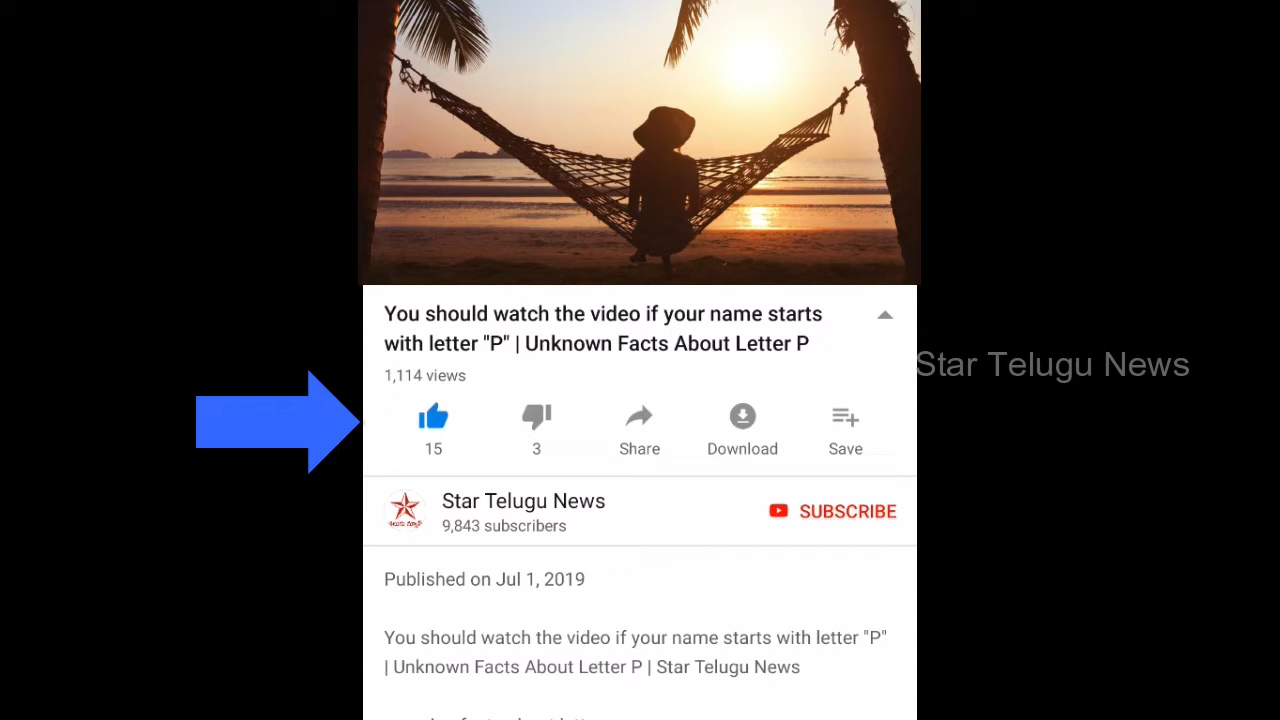 You should watch the video if your name starts
with letter "P" | Unknown Facts About Letter P
1,114 views
Star Telugu News
15
3
Share
Download
Save
Star Telugu News
9,843 subscribers
SUBSCRIBE
Published on Jul 1, 2019
You should watch the video if your name starts with letter "P"
| Unknown Facts About Letter P | Star Telugu News